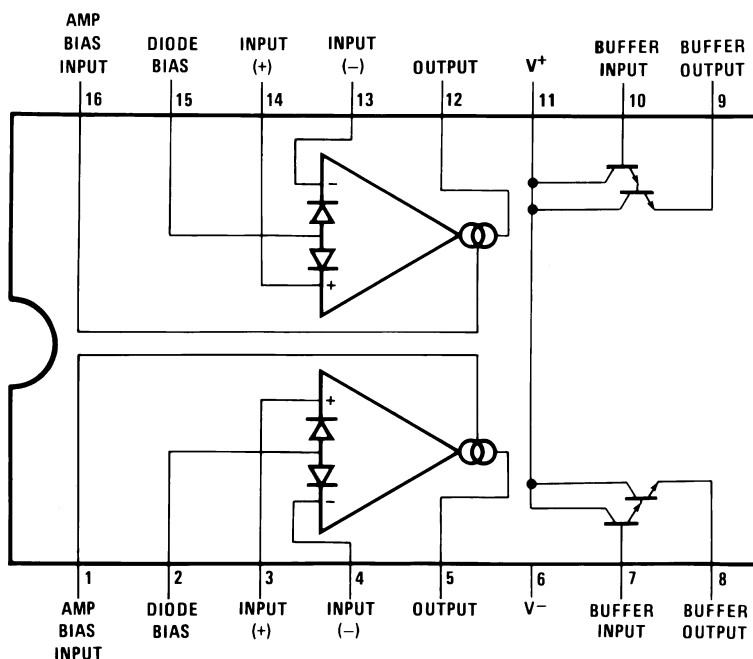 AMP
BIAS
INPUT
DIODE
BIAS
INPUT
(+)
INPUT
(−)
OUTPUT
V+
BUFFER
INPUT
BUFFER
OUTPUT
16 15 14 13 12 11 10 9
−
+
+
−
1 2 3 4 5 6 7 8
AMP
BIAS
INPUT
DIODE
BIAS
INPUT
(+)
INPUT
(−)
OUTPUT
V−
BUFFER
INPUT
BUFFER
OUTPUT